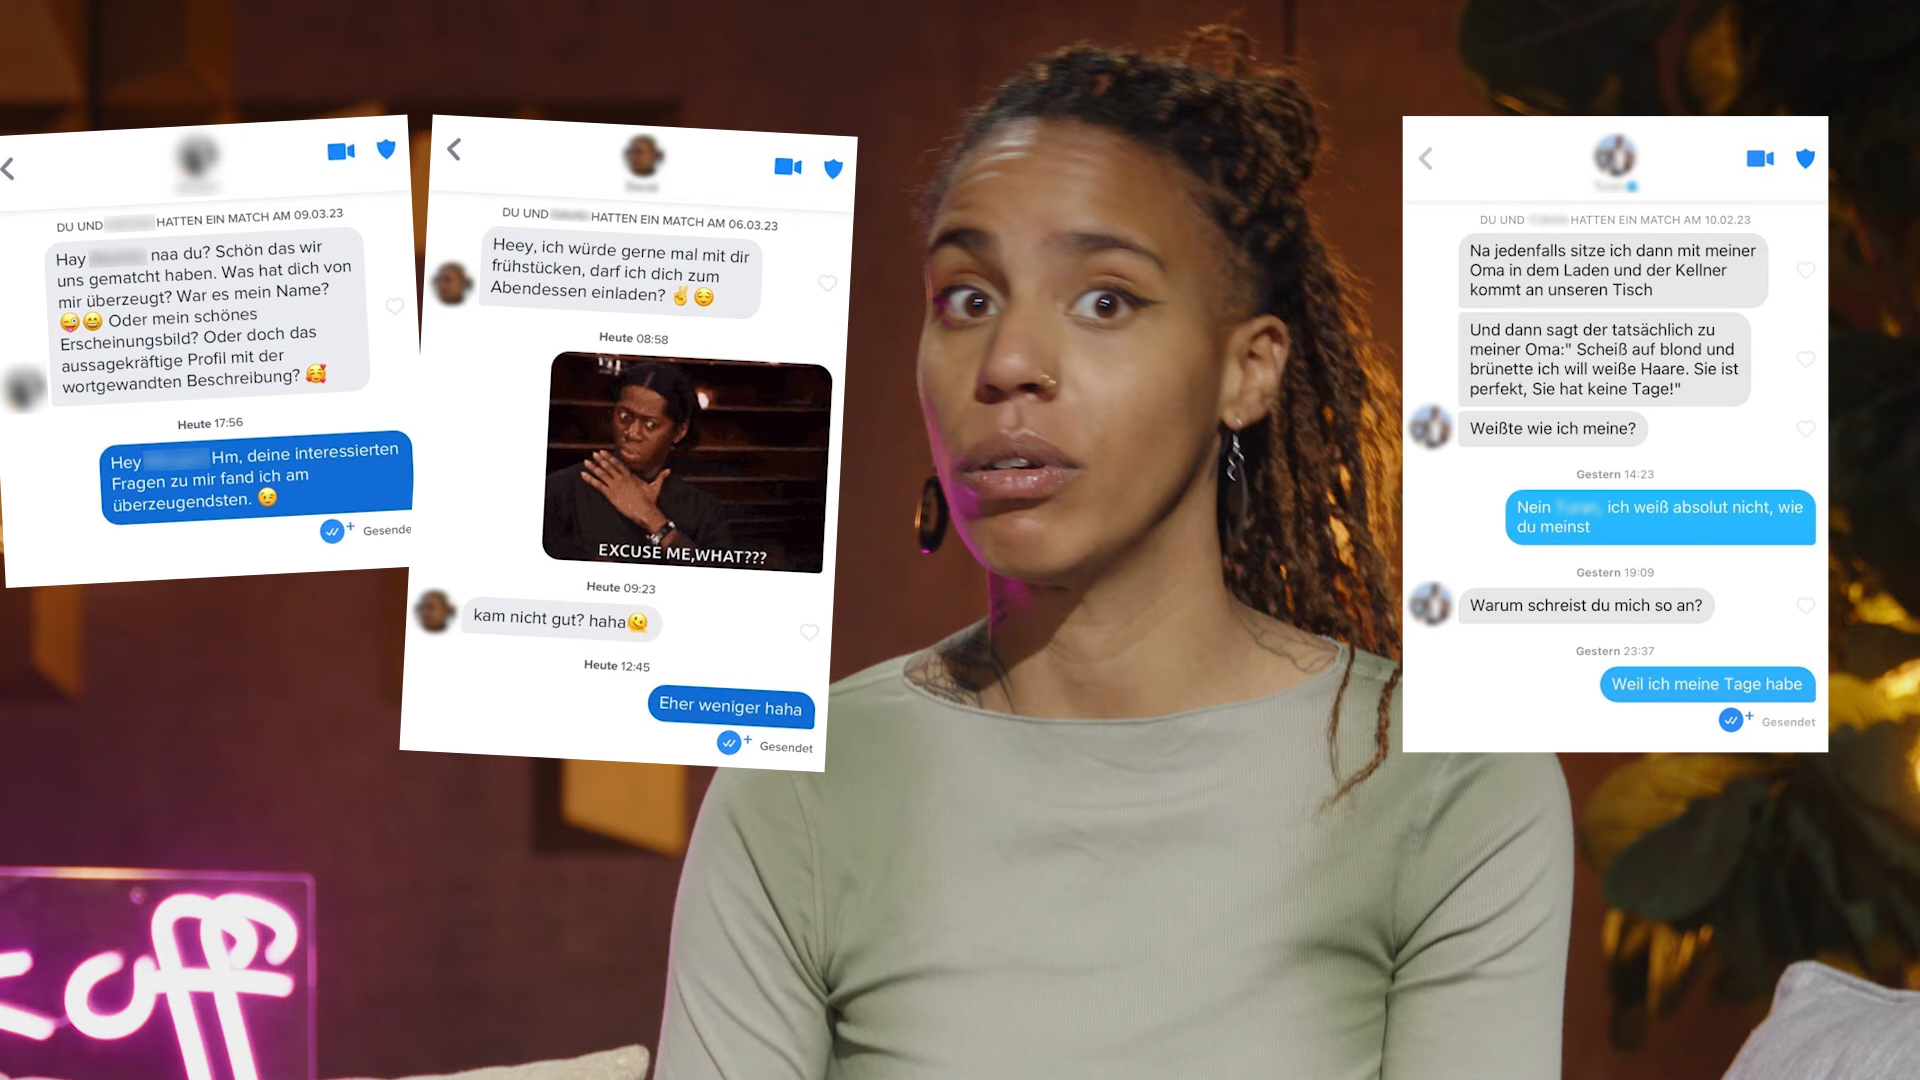 DU UND HATTEN EIN MATCH AM 09.03.23
Hay naa du? Schön das wir
uns gematcht haben. Was hat dich von
mir überzeugt? War es mein Name?
😜😄 Oder mein schönes
Erscheinungsbild? Oder doch das
aussagekräftige Profil mit der
wortgewandten Beschreibung? 🥰
Heute 17:56
Hey Hm, deine interessierten
Fragen zu mir fand ich am
überzeugendsten. 😉
Gesende
DU UND HATTEN EIN MATCH AM 06.03.23
Heey, ich würde gerne mal mit dir
frühstücken, darf ich dich zum
Abendessen einladen? ✌️😌
Heute 08:58
EXCUSE ME,WHAT???
Heute 09:23
kam nicht gut? haha🫠
Heute 12:45
Eher weniger haha
Gesendet
DU UND HATTEN EIN MATCH AM 10.02.23
Na jedenfalls sitze ich dann mit meiner
Oma in dem Laden und der Kellner
kommt an unseren Tisch
Und dann sagt der tatsächlich zu
meiner Oma:" Scheiß auf blond und
brünette ich will weiße Haare. Sie ist
perfekt, Sie hat keine Tage!"
Weißte wie ich meine?
Gestern 14:23
Nein ich weiß absolut nicht, wie
du meinst
Gestern 19:09
Warum schreist du mich so an?
Gestern 23:37
Weil ich meine Tage habe
Gesendet